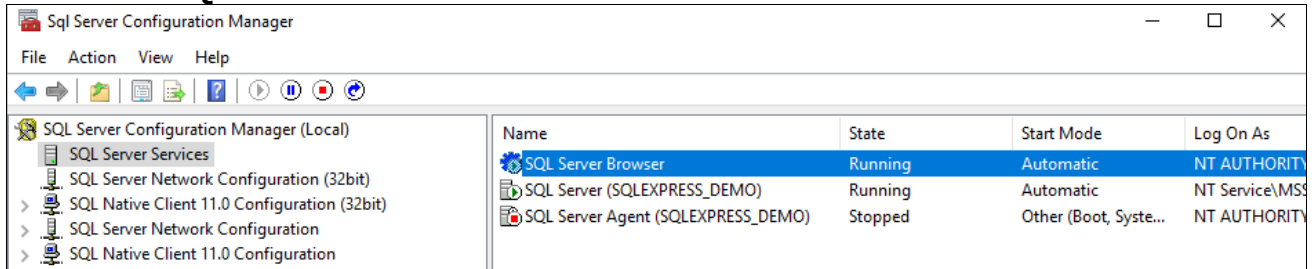 Sql Server Configuration Manager
File Action View Help
SQL Server Configuration Manager (Local)
SQL Server Services
SQL Server Network Configuration (32bit)
SQL Native Client 11.0 Configuration (32bit)
SQL Server Network Configuration
SQL Native Client 11.0 Configuration
Name State Start Mode Log On As
SQL Server Browser Running Automatic NT AUTHORITY
SQL Server (SQLEXPRESS_DEMO) Running Automatic NT Service\MSS
SQL Server Agent (SQLEXPRESS_DEMO) Stopped Other (Boot, Syste... NT AUTHORITY